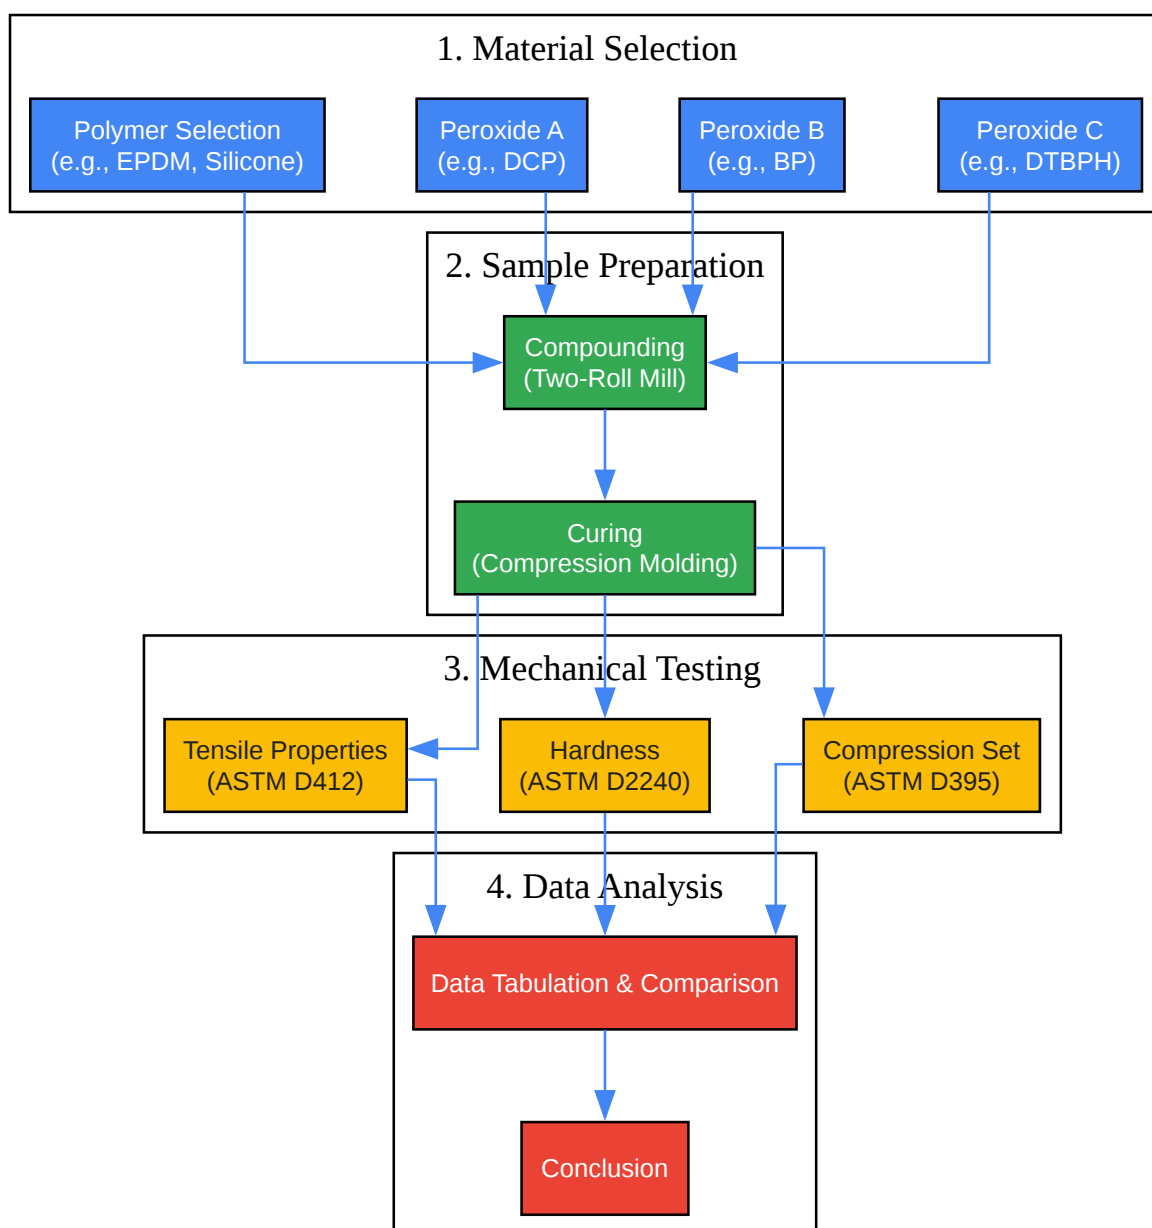 1. Material Selection
Polymer Selection
(e.g., EPDM, Silicone)
Peroxide A
(e.g., DCP)
Peroxide B
(e.g., BP)
Peroxide C
(e.g., DTBPH)
2. Sample Preparation
Compounding
(Two-Roll Mill)
Curing
(Compression Molding)
3. Mechanical Testing
Tensile Properties
(ASTM D412)
Hardness
(ASTM D2240)
Compression Set
(ASTM D395)
4. Data Analysis
Data Tabulation & Comparison
Conclusion